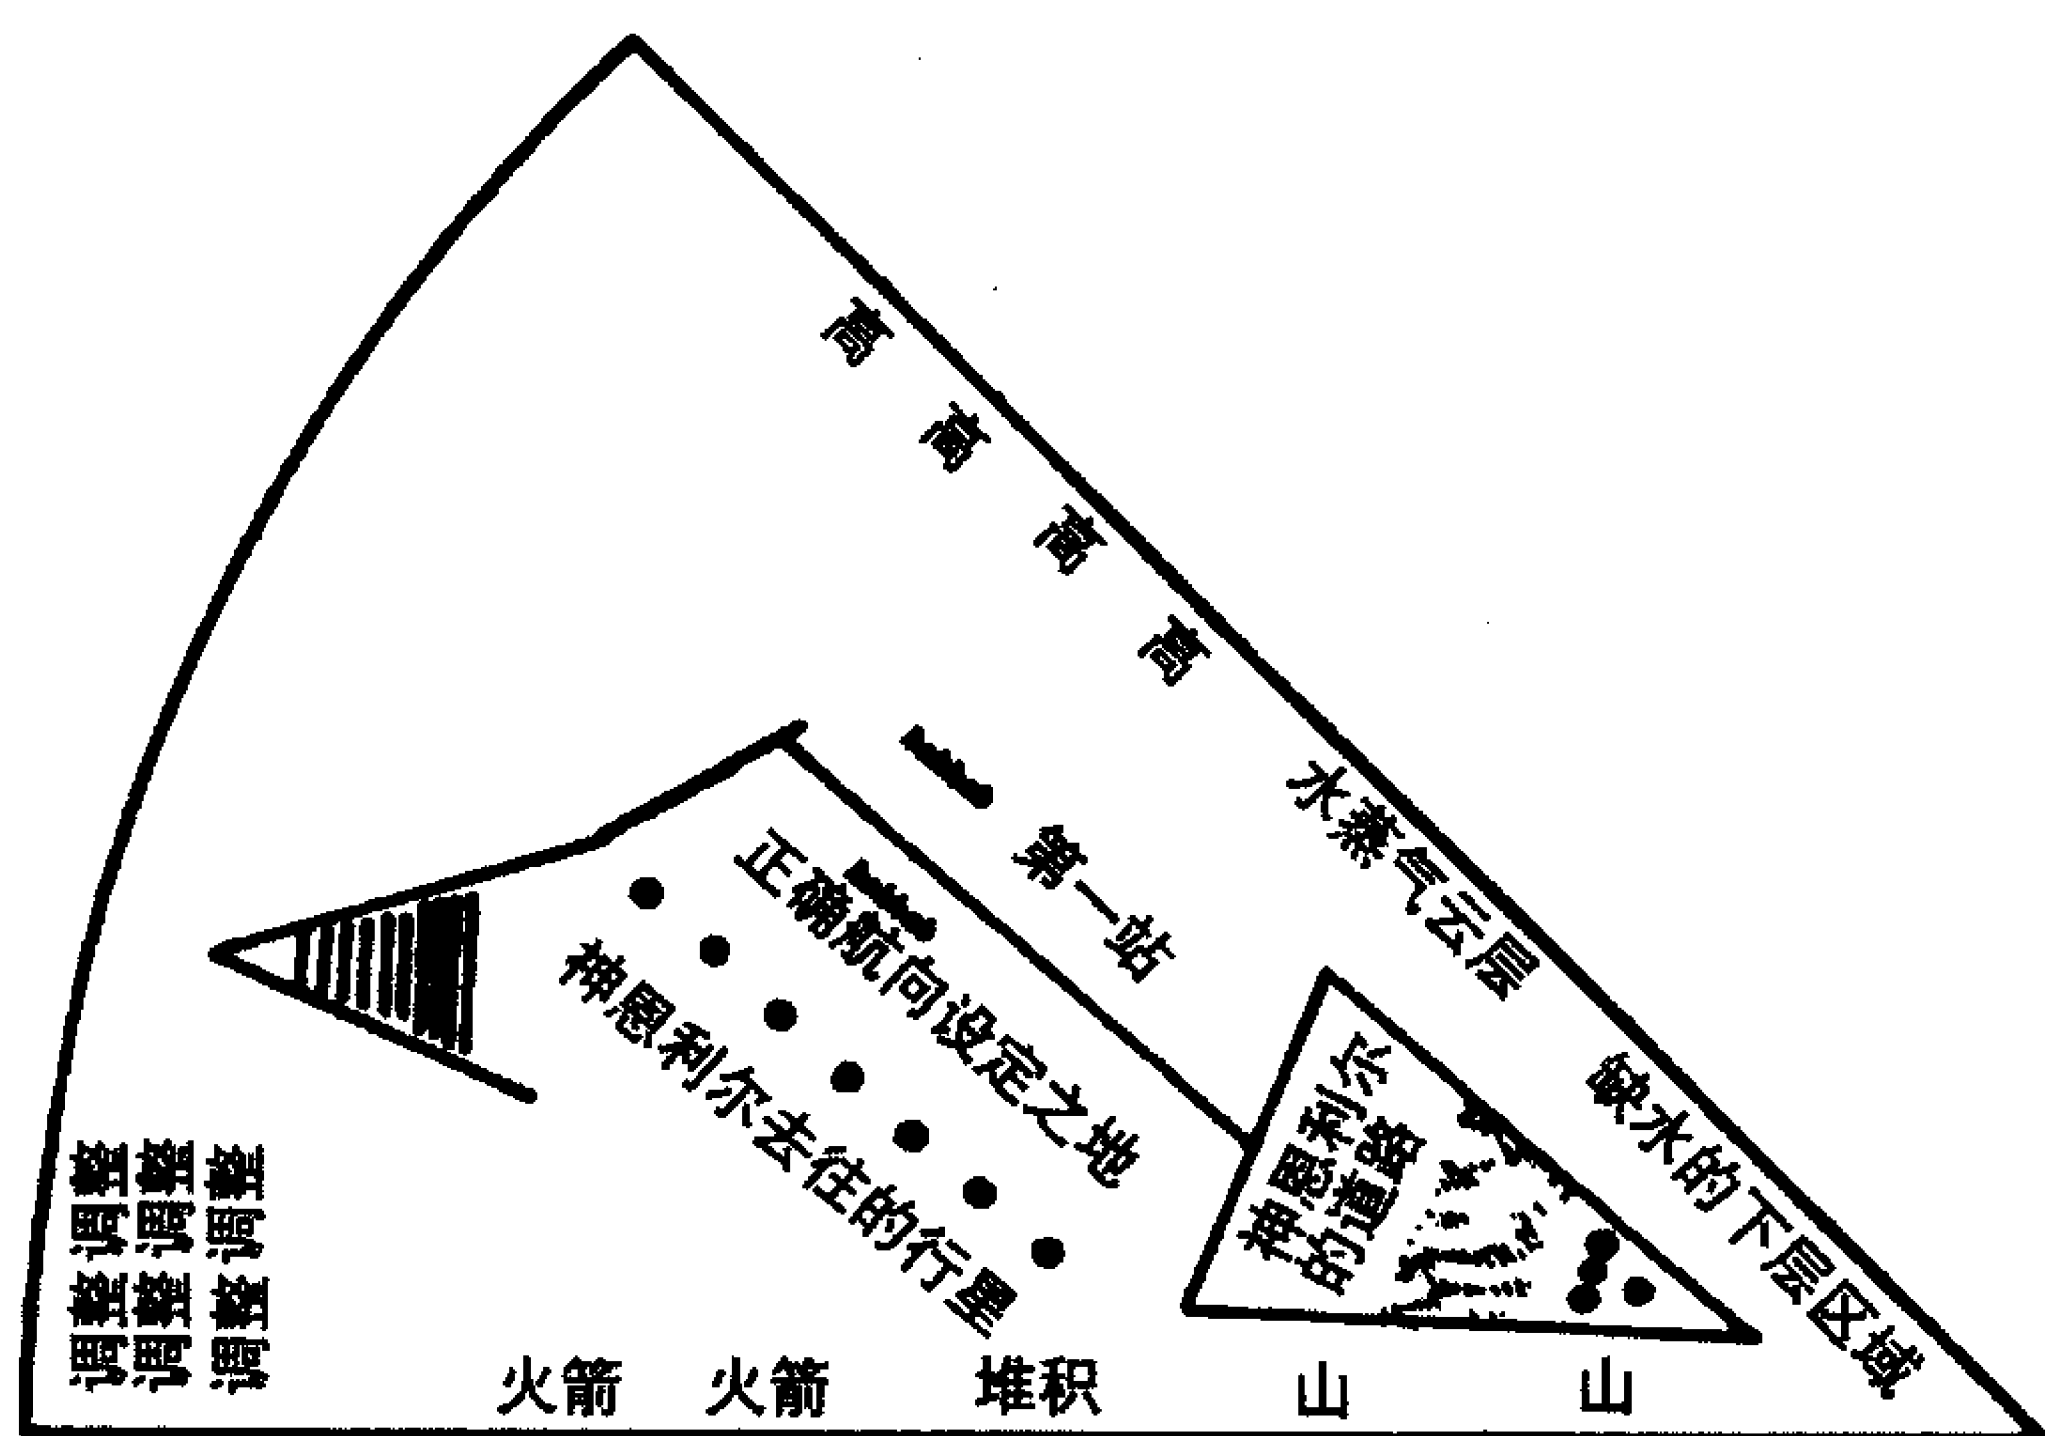 高
高
高
高
水蒸气云层
缺水的下层区域
第一站
正确航向设定之地
神恩利尔去往的行星
神恩利尔
的道路
调整调整
调整调整
调整调整
火箭
火箭
堆积
山
山